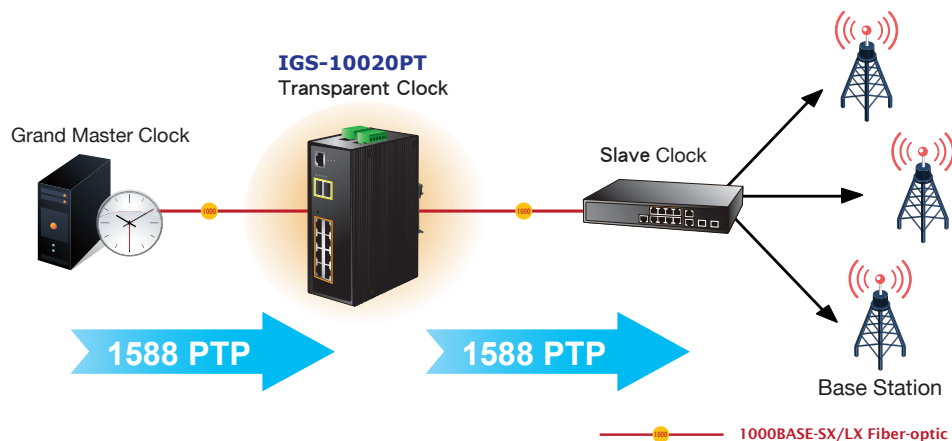 IGS-10020PT
Transparent Clock
Grand Master Clock
Slave Clock
1000
1000
1588 PTP
1588 PTP
Base Station
1000
1000BASE-SX/LX Fiber-optic